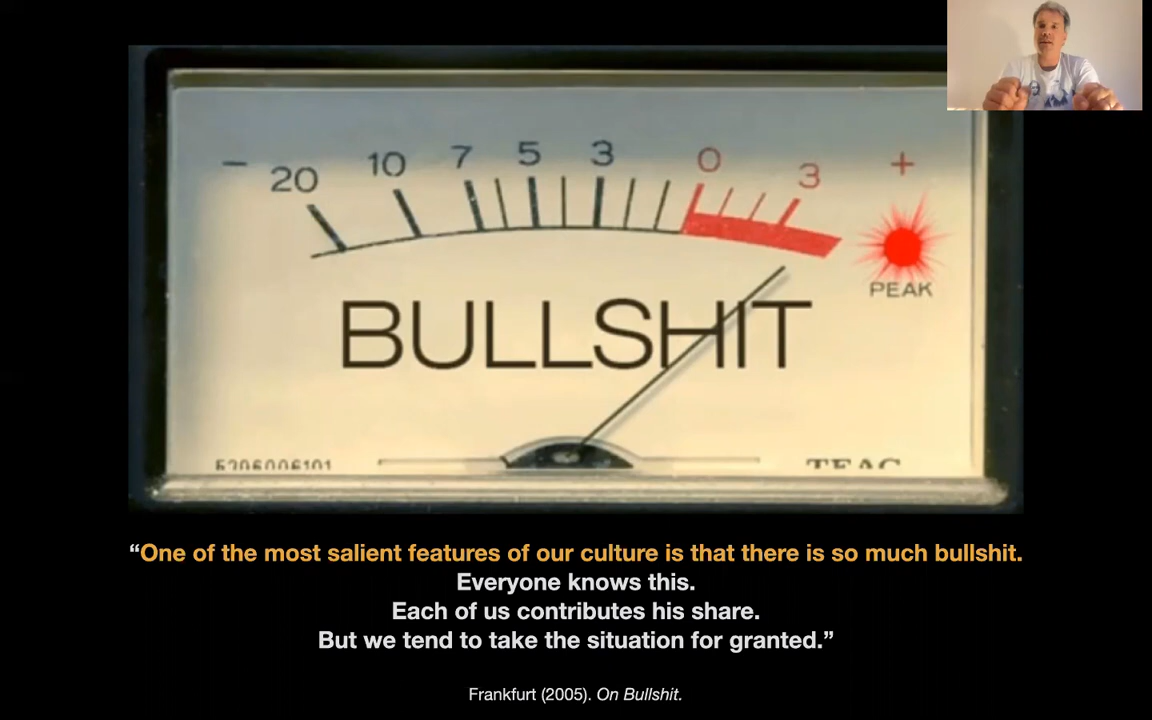 − 20 10 7 5 3 0 3 +
PEAK
BULLSHIT
“One of the most salient features of our culture is that there is so much bullshit.
Everyone knows this.
Each of us contributes his share.
But we tend to take the situation for granted.”
Frankfurt (2005). On Bullshit.